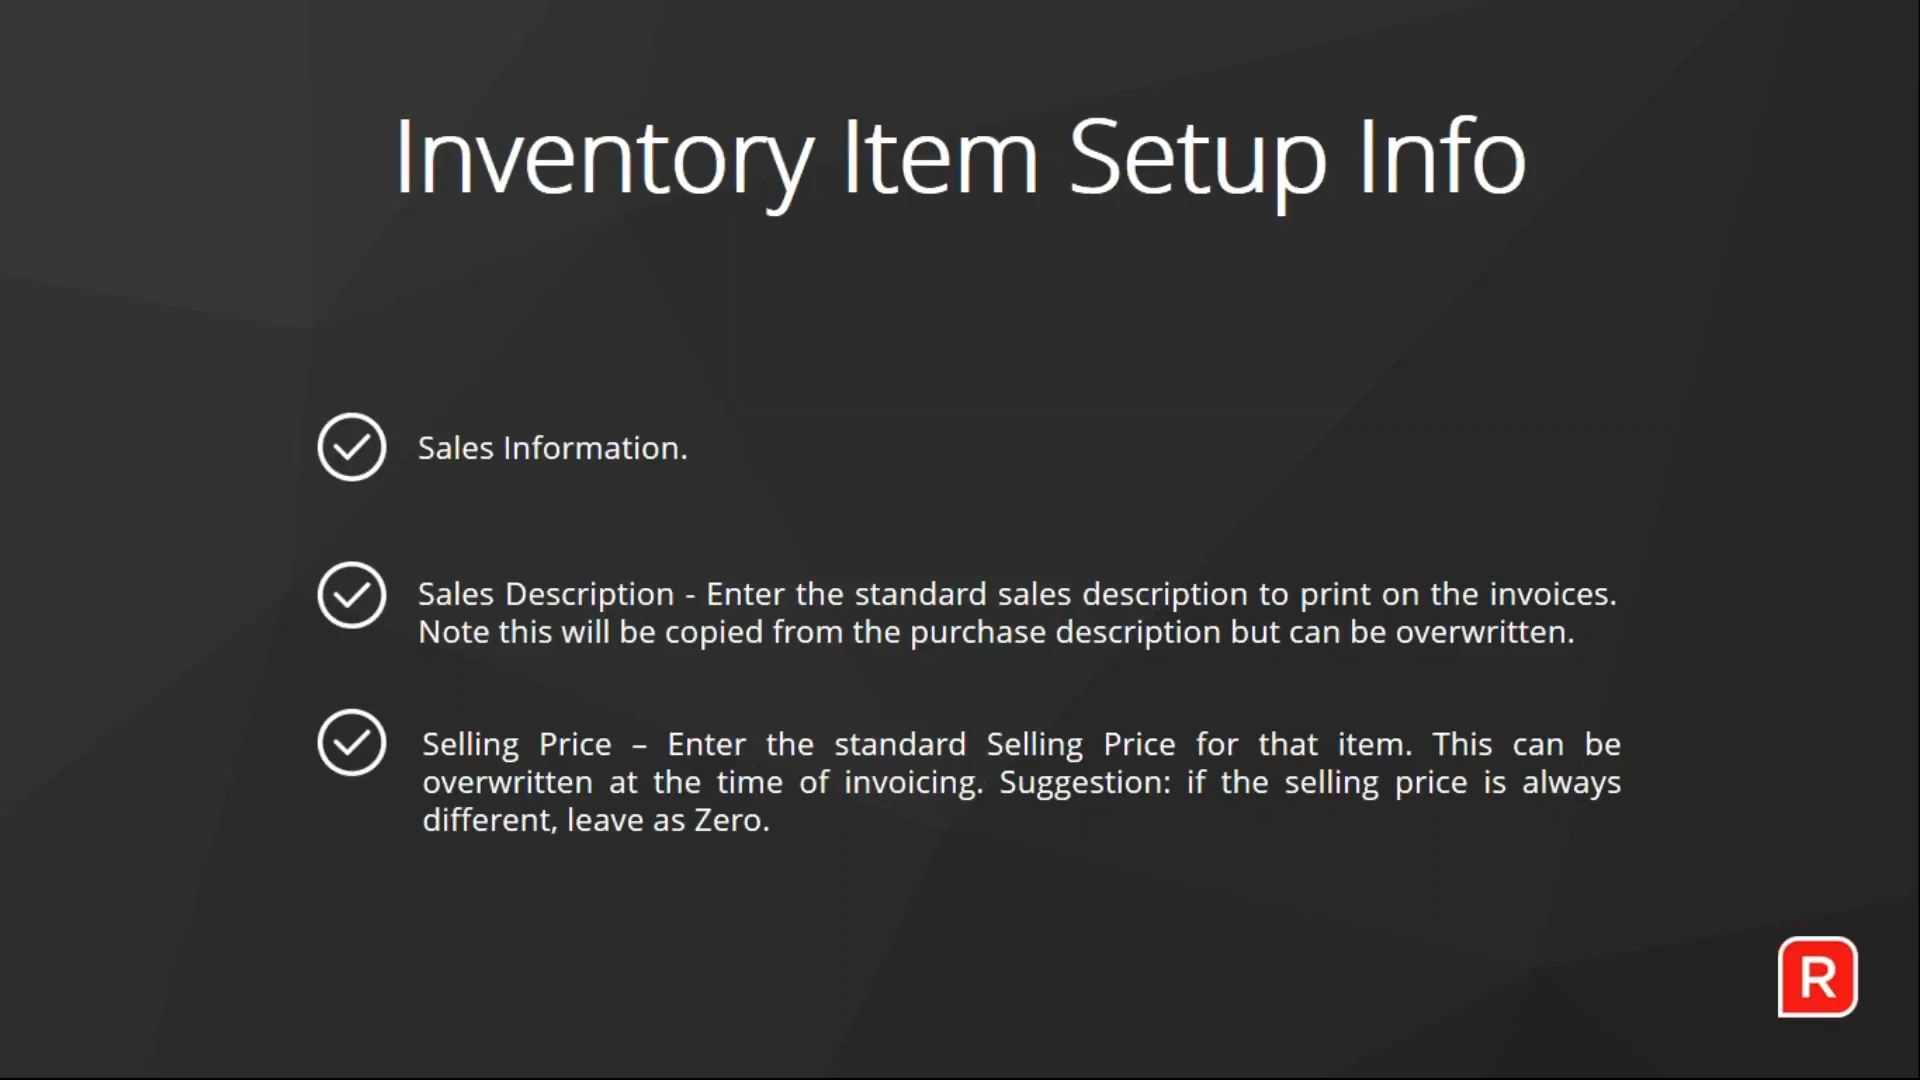 Inventory Item Setup Info
Sales Information.
Sales Description - Enter the standard sales description to print on the invoices.
Note this will be copied from the purchase description but can be overwritten.
Selling Price – Enter the standard Selling Price for that item. This can be
overwritten at the time of invoicing. Suggestion: if the selling price is always
different, leave as Zero.
R